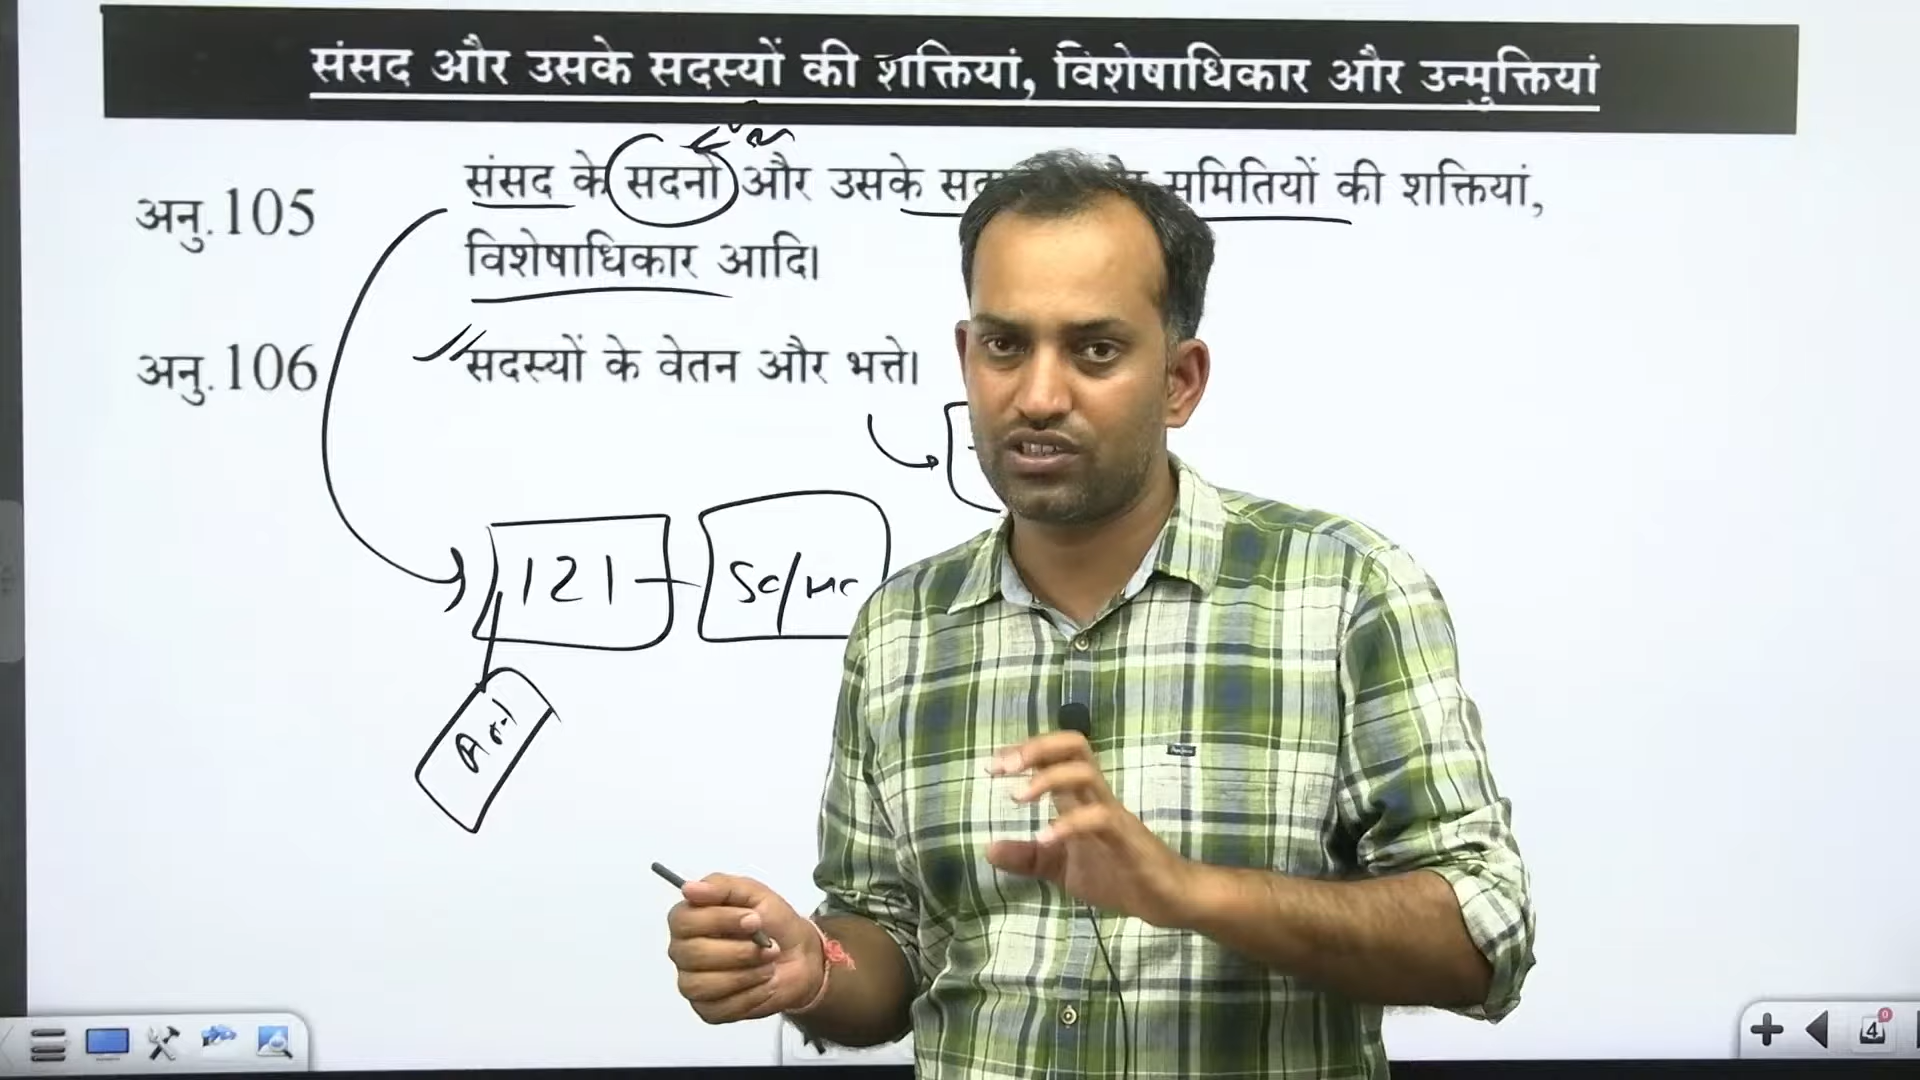 संसद और उसके सदस्यों की शक्तियां, विशेषाधिकार और उन्मुक्तियां
अनु. 105
संसद के सदनों और उसके समितियों की शक्तियां,
विशेषाधिकार आदि।
अनु. 106
सदस्यों के वेतन और भत्ते।
121
SC/HC
4